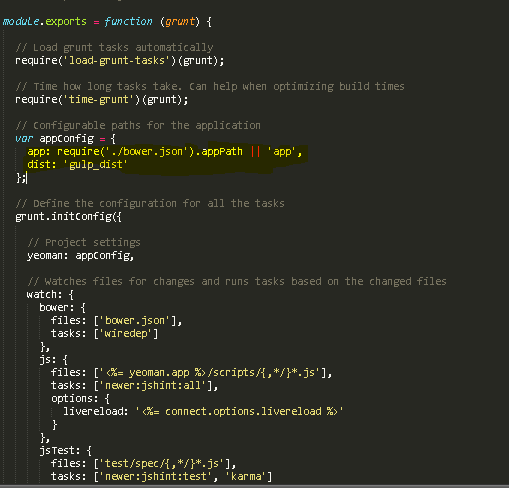 module.exports = function (grunt) {
// Load grunt tasks automatically
require('load-grunt-tasks')(grunt);
// Time how long tasks take. Can help when optimizing build times
require('time-grunt')(grunt);
// Configurable paths for the application
var appConfig = {
app: require('./bower.json').appPath || 'app',
dist: 'gulp_dist'
};
// Define the configuration for all the tasks
grunt.initConfig({
// Project settings
yeoman: appConfig,
// Watches files for changes and runs tasks based on the changed files
watch: {
bower: {
files: ['bower.json'],
tasks: ['wiredep']
},
js: {
files: ['<%= yeoman.app %>/scripts/{,*/}*.js'],
tasks: ['newer:jshint:all'],
options: {
livereload: '<%= connect.options.livereload %>'
}
},
jsTest: {
files: ['test/spec/{,*/}*.js'],
tasks: ['newer:jshint:test', 'karma']